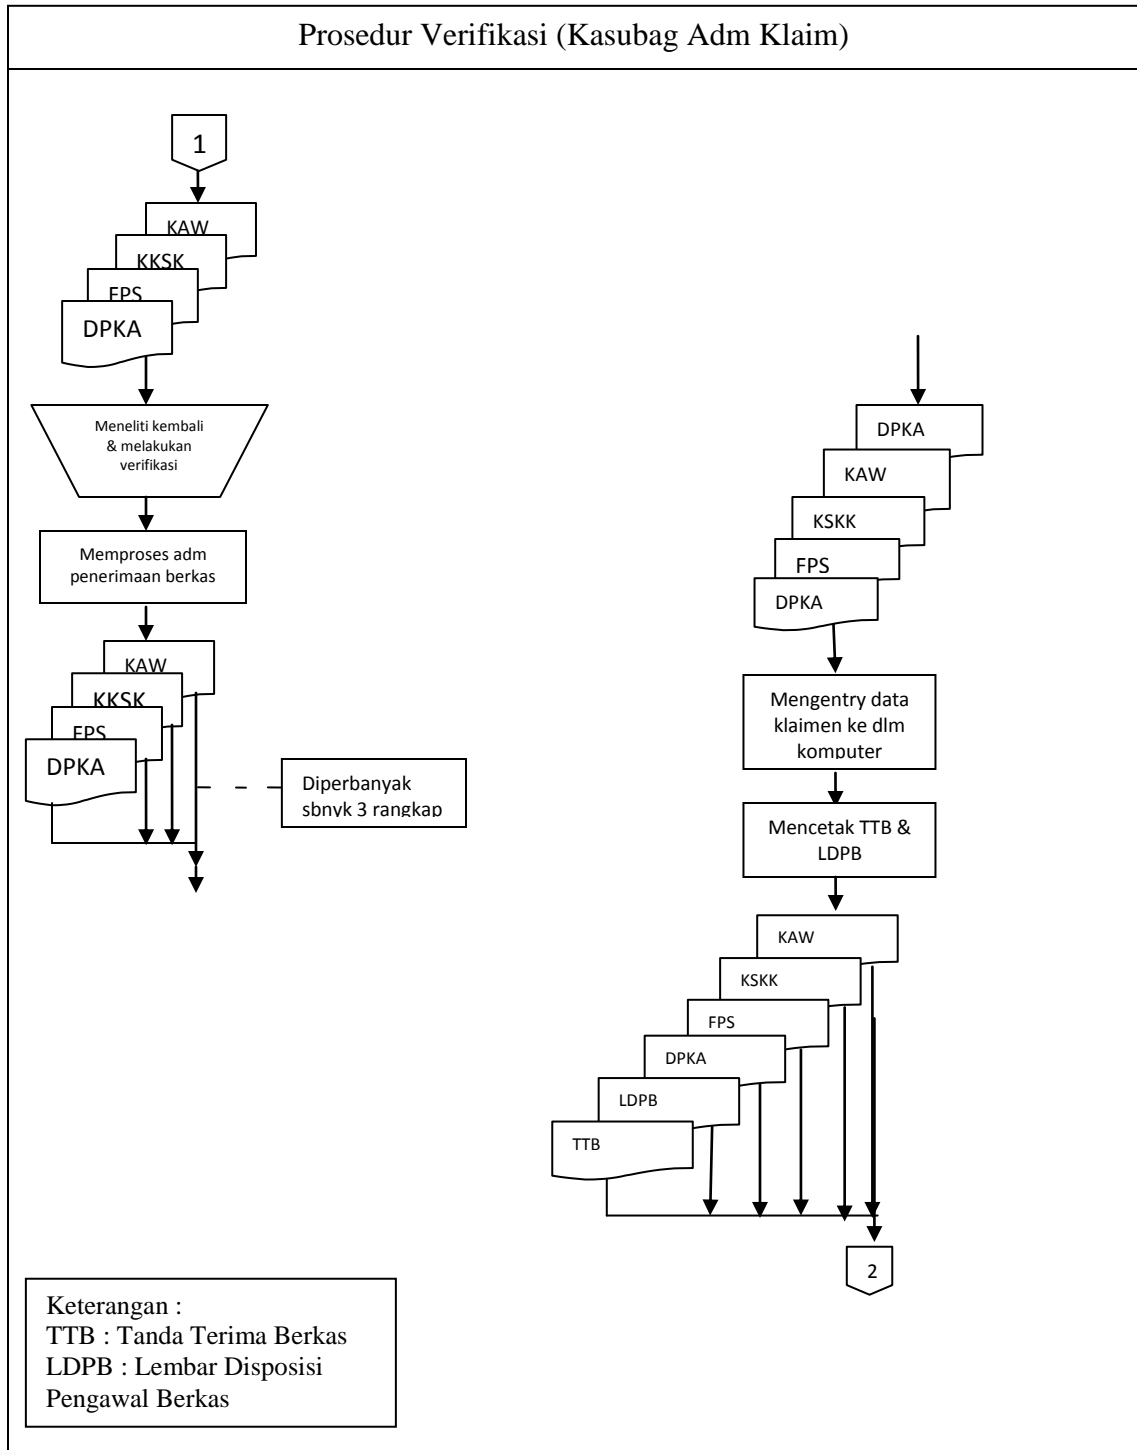 Prosedur Verifikasi (Kasubag Adm Klaim)
1
KAW
KKSK
FPS
DPKA
Meneliti kembali
& melakukan
verifikasi
Memproses adm
penerimaan berkas
KAW
KKSK
FPS
DPKA
Diperbanyak
sbnyk 3 rangkap
DPKA
KAW
KSKK
FPS
DPKA
Mengentry data
klaimen ke dlm
komputer
Mencetak TTB &
LDPB
KAW
KSKK
FPS
DPKA
LDPB
TTB
2
Keterangan :
TTB : Tanda Terima Berkas
LDPB : Lembar Disposisi
Pengawal Berkas